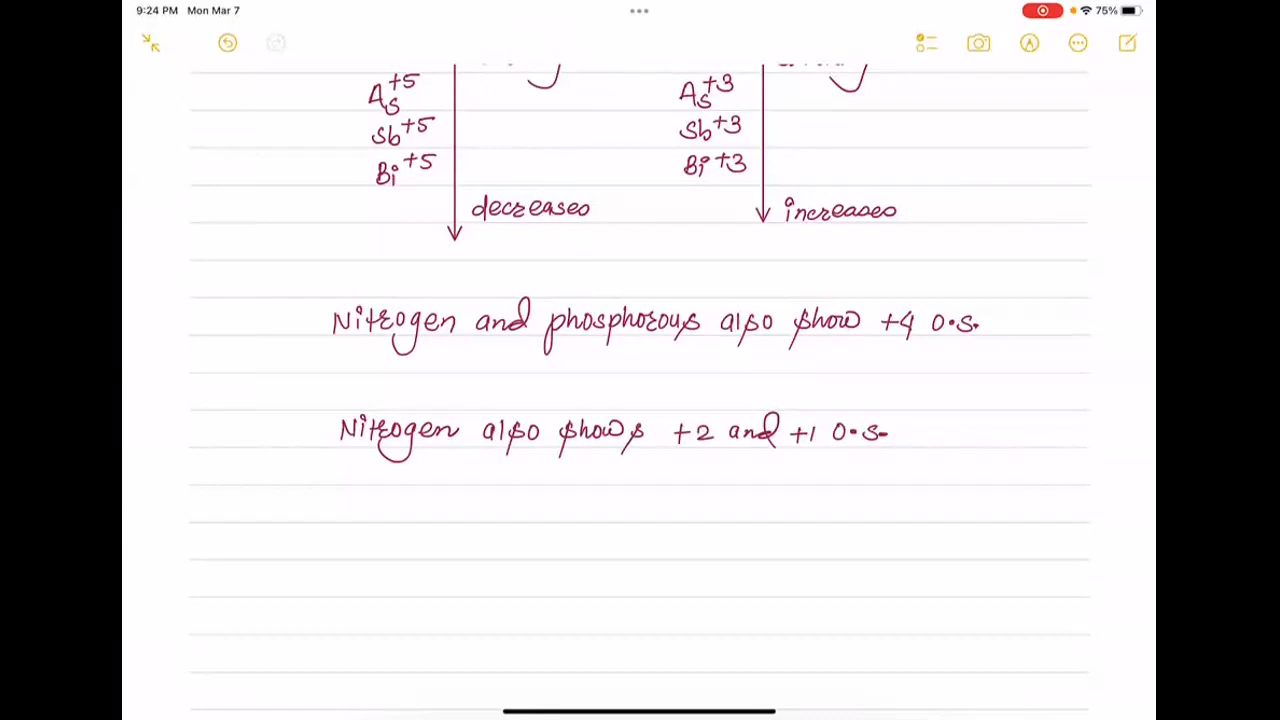 9:24 PM Mon Mar 7
75%
As+5 As+3
Sb+5 Sb+3
Bi+5 Bi+3
decreases increases
Nitrogen and phosphorous also show +4 O.S.
Nitrogen also shows +2 and +1 O.S.